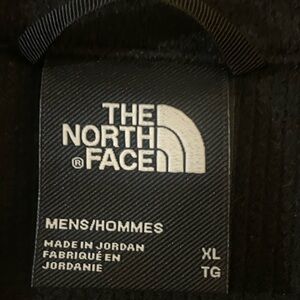 THE
NORTH
® FACE
MENS/HOMMES
MADE IN JORDAN
FABRIQUÉ EN
JORDANIE
XL
TG